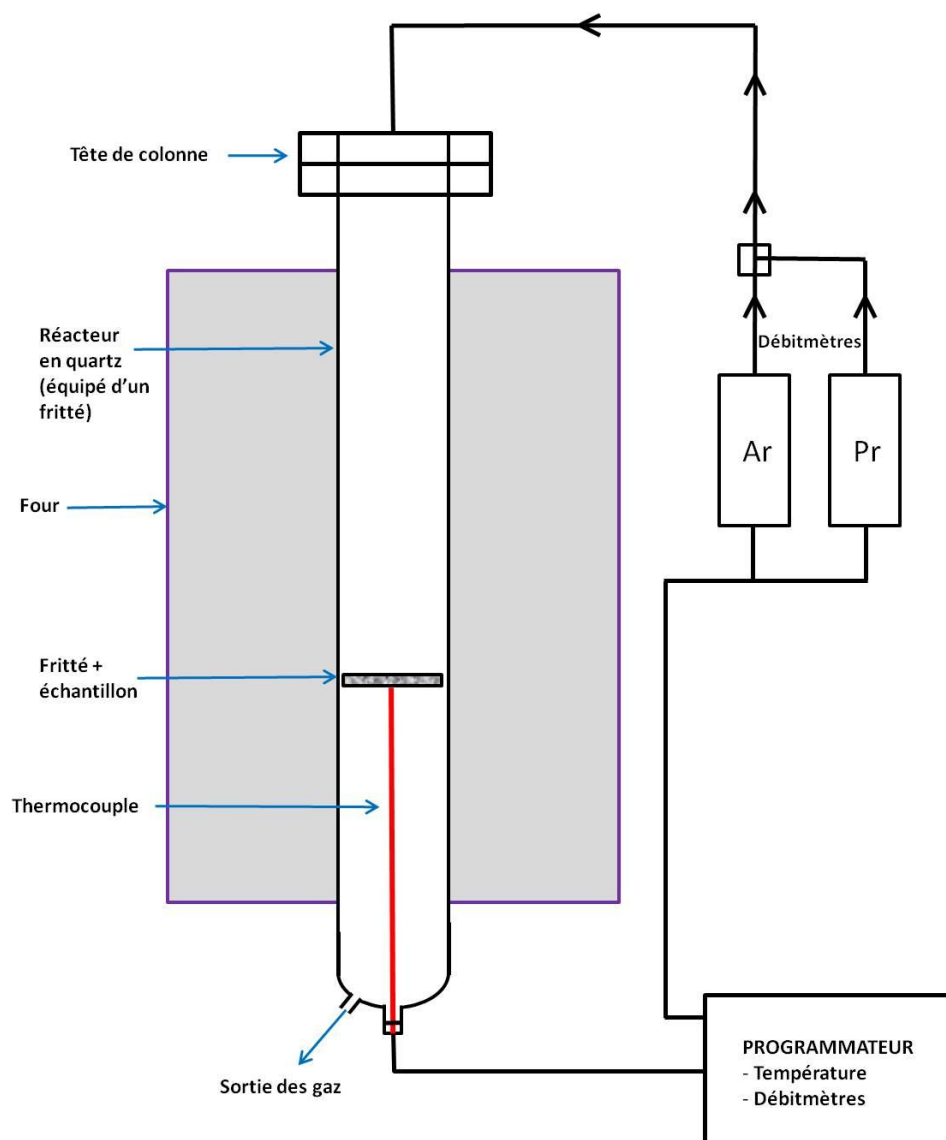 Tête de colonne
Réacteur
en quartz
(équipé d'un
fritté)
Débitmètres
Ar
Pr
Four
Fritté +
échantillon
Thermocouple
Sortie des gaz
PROGRAMMATEUR
- Température
- Débitmètres